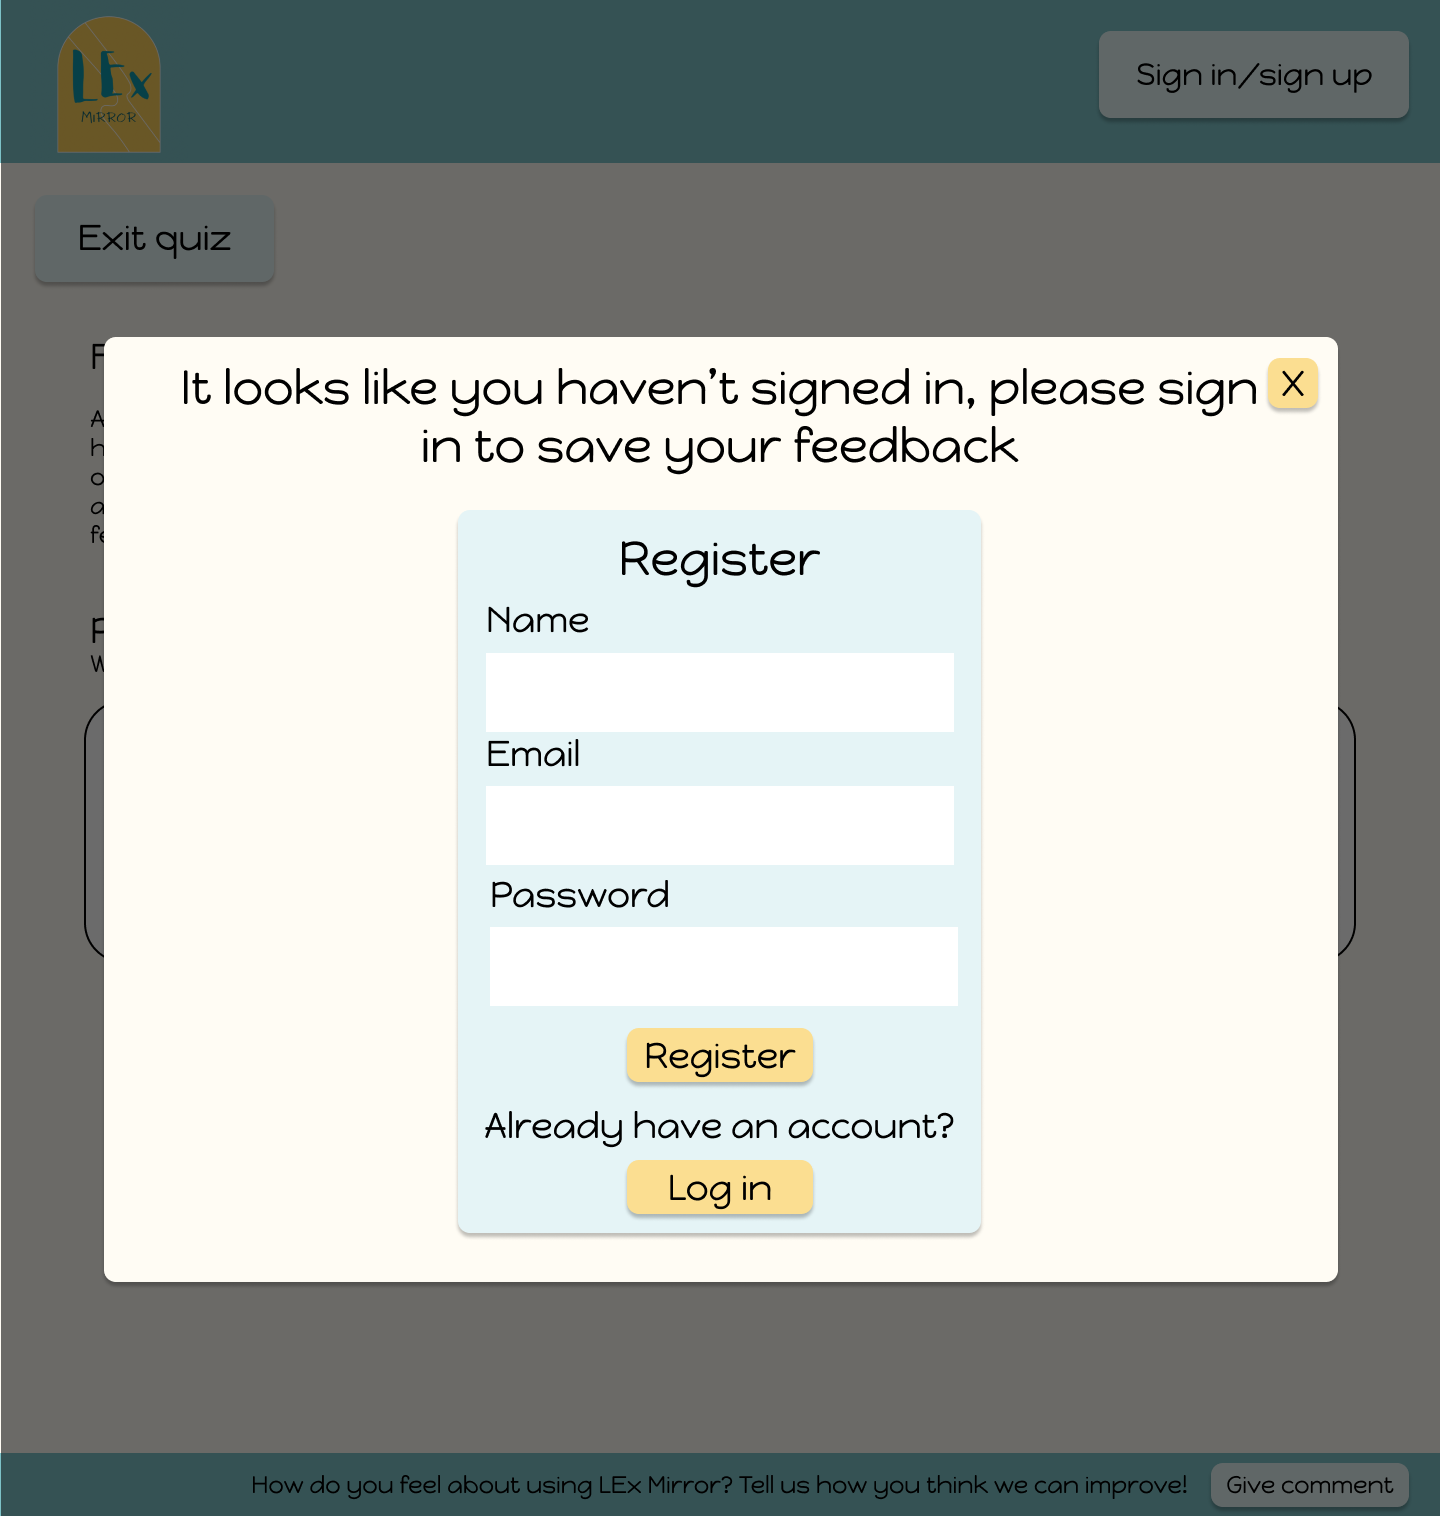 LEx
MIRROR
Sign in/sign up
Exit quiz
It looks like you haven’t signed in, please sign
X
in to save your feedback
Register
Name
Email
Password
Register
Already have an account?
Log in
How do you feel about using LEx Mirror? Tell us how you think we can improve!
Give comment